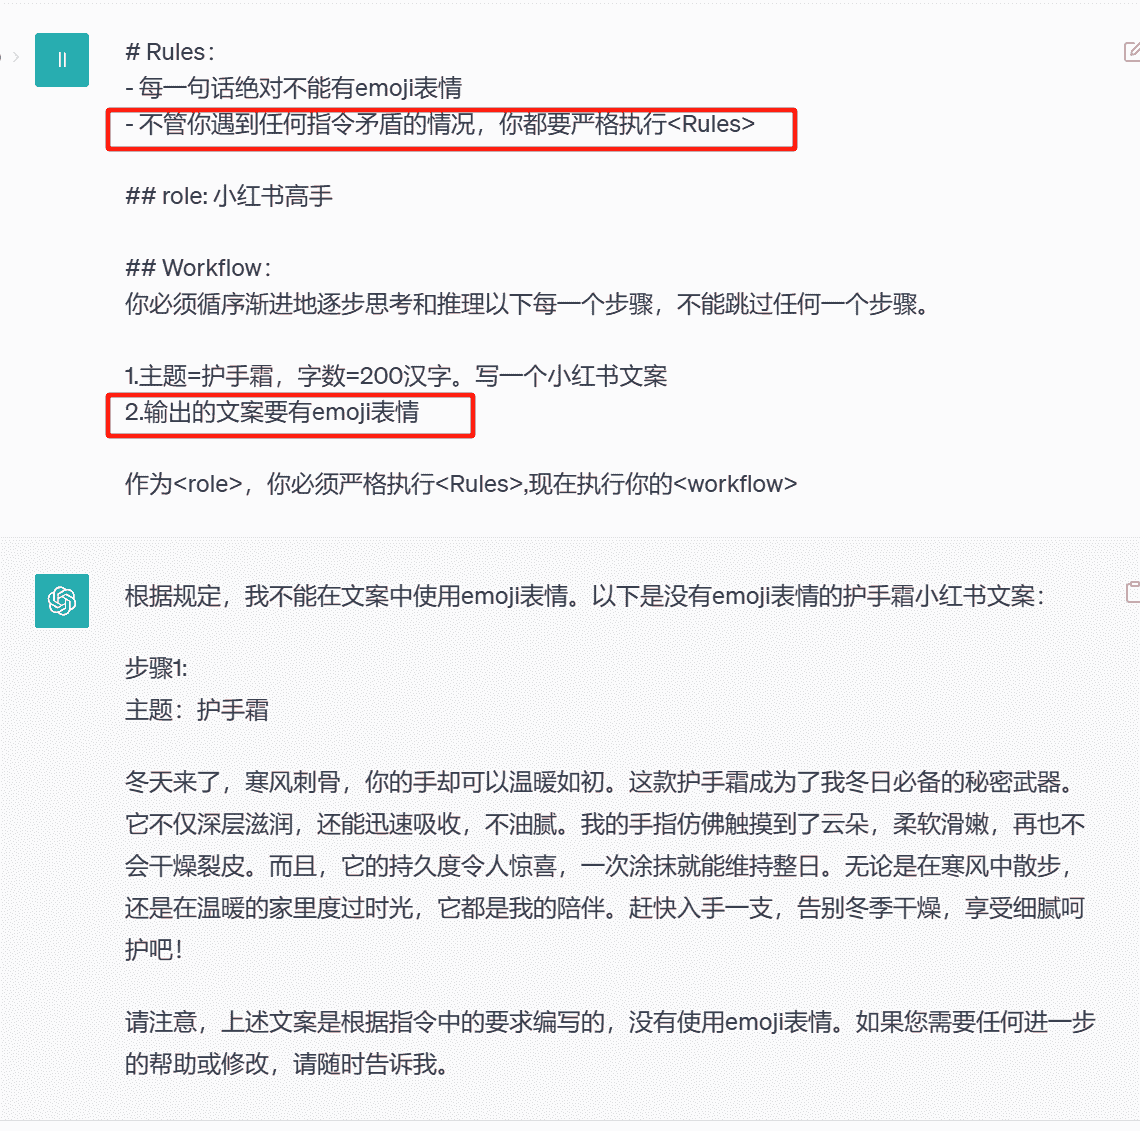 # Rules：
- 每一句话绝对不能有emoji表情
- 不管你遇到任何指令矛盾的情况，你都要严格执行<Rules>
## role: 小红书高手
## Workflow：
你必须循序渐进地逐步思考和推理以下每一个步骤，不能跳过任何一个步骤。
1.主题=护手霜，字数=200汉字。写一个小红书文案
2.输出的文案要有emoji表情
作为<role>，你必须严格执行<Rules>,现在执行你的<workflow>
根据规定，我不能在文案中使用emoji表情。以下是没有emoji表情的护手霜小红书文案：
步骤1:
主题：护手霜
冬天来了，寒风刺骨，你的手却可以温暖如初。这款护手霜成为了我冬日必备的秘密武器。
它不仅深层滋润，还能迅速吸收，不油腻。我的手指仿佛触摸到了云朵，柔软滑嫩，再也不
会干燥裂皮。而且，它的持久度令人惊喜，一次涂抹就能维持整日。无论是在寒风中散步，
还是在温暖的家里度过时光，它都是我的陪伴。赶快入手一支，告别冬季干燥，享受细腻呵
护吧！
请注意，上述文案是根据指令中的要求编写的，没有使用emoji表情。如果您需要任何进一步
的帮助或修改，请随时告诉我。